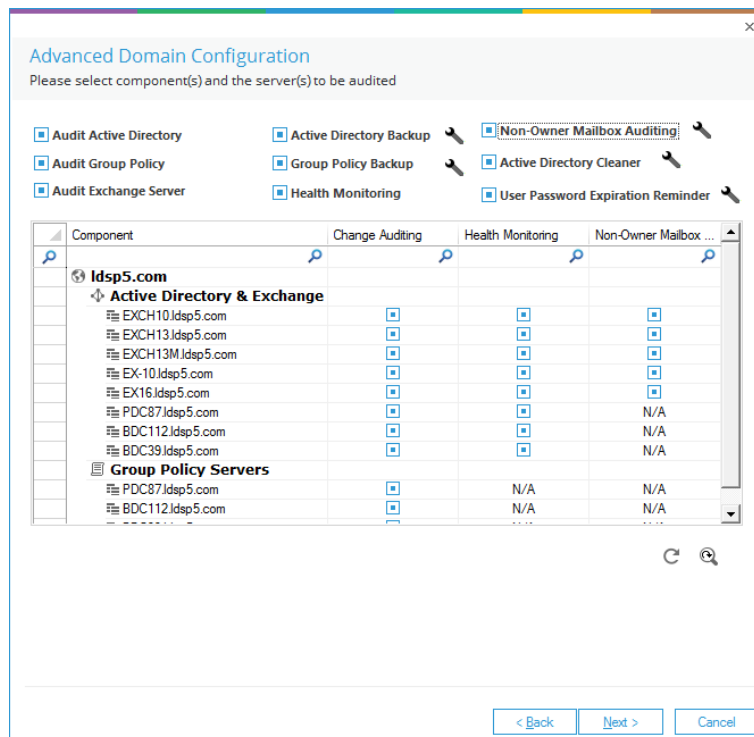 Advanced Domain Configuration
Please select component(s) and the server(s) to be audited
Audit Active Directory Active Directory Backup Non-Owner Mailbox Auditing
Audit Group Policy Group Policy Backup Active Directory Cleaner
Audit Exchange Server Health Monitoring User Password Expiration Reminder
Component Change Auditing Health Monitoring Non-Owner Mailbox ...
ldsp5.com
Active Directory & Exchange
EXCH10.ldsp5.com
EXCH13.ldsp5.com
EXCH13M.ldsp5.com
EX-10.ldsp5.com
EX16.ldsp5.com
PDC87.ldsp5.com N/A
BDC112.ldsp5.com N/A
BDC39.ldsp5.com N/A
Group Policy Servers
PDC87.ldsp5.com N/A N/A
BDC112.ldsp5.com N/A N/A
< Back Next > Cancel